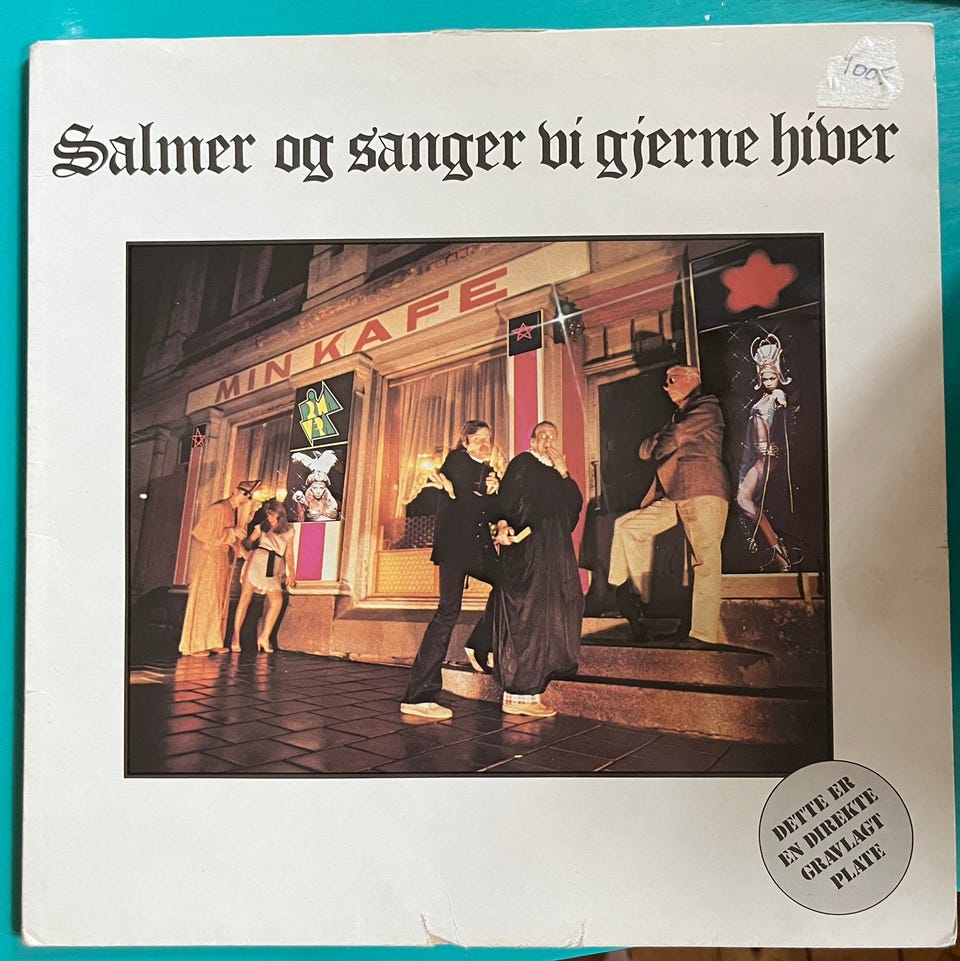 100,-
Salmer og sanger vi gjerne hiver
MIN KAFE
DETTE ER
EN DIREKTE
GRAVLAGT
PLATE